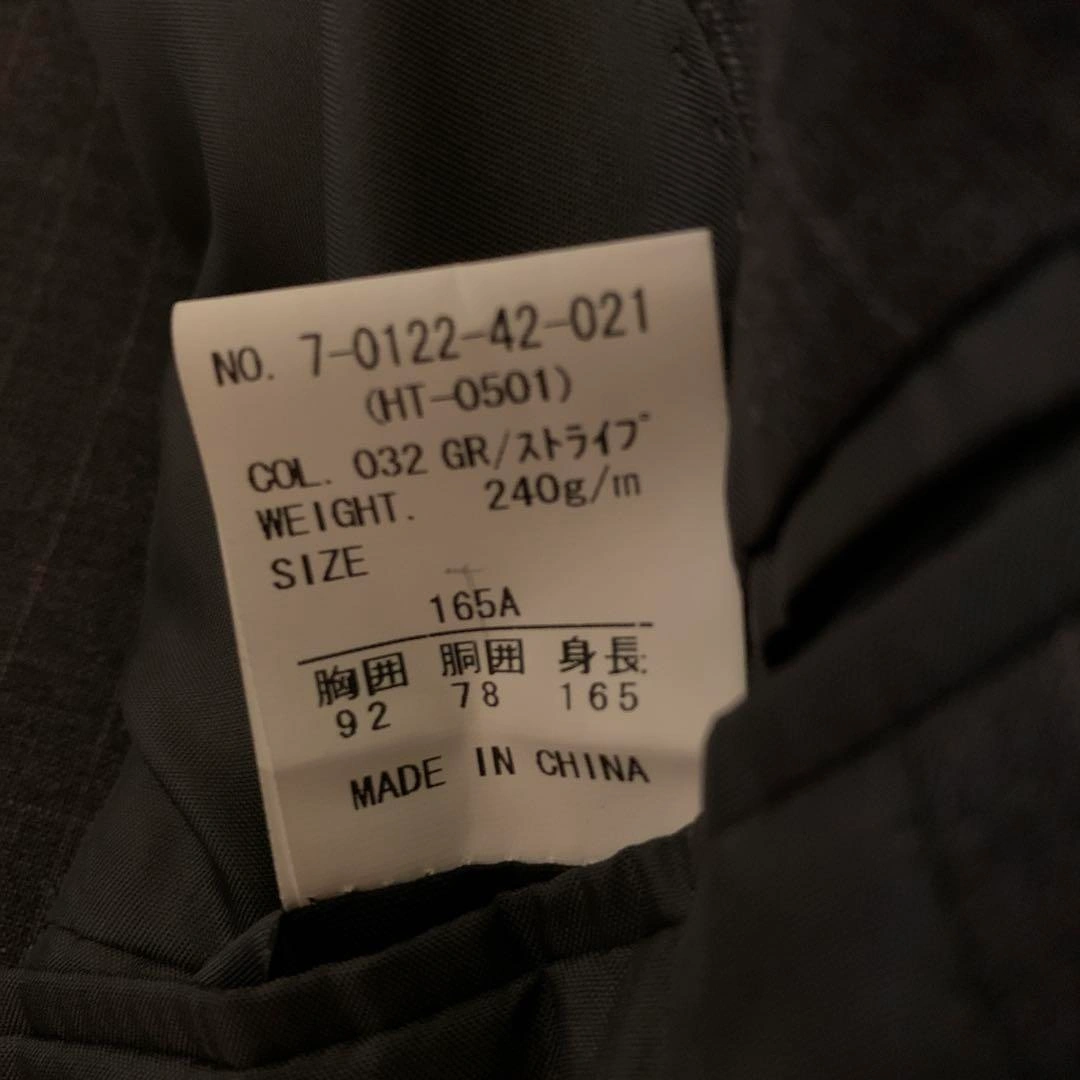 NO. 7-0122-42-021
(HT-0501)
COL. 032 GR/ストライプ
WEIGHT. 240g/m
SIZE
165A
胸囲 胴囲 身長
92 78 165
MADE IN CHINA